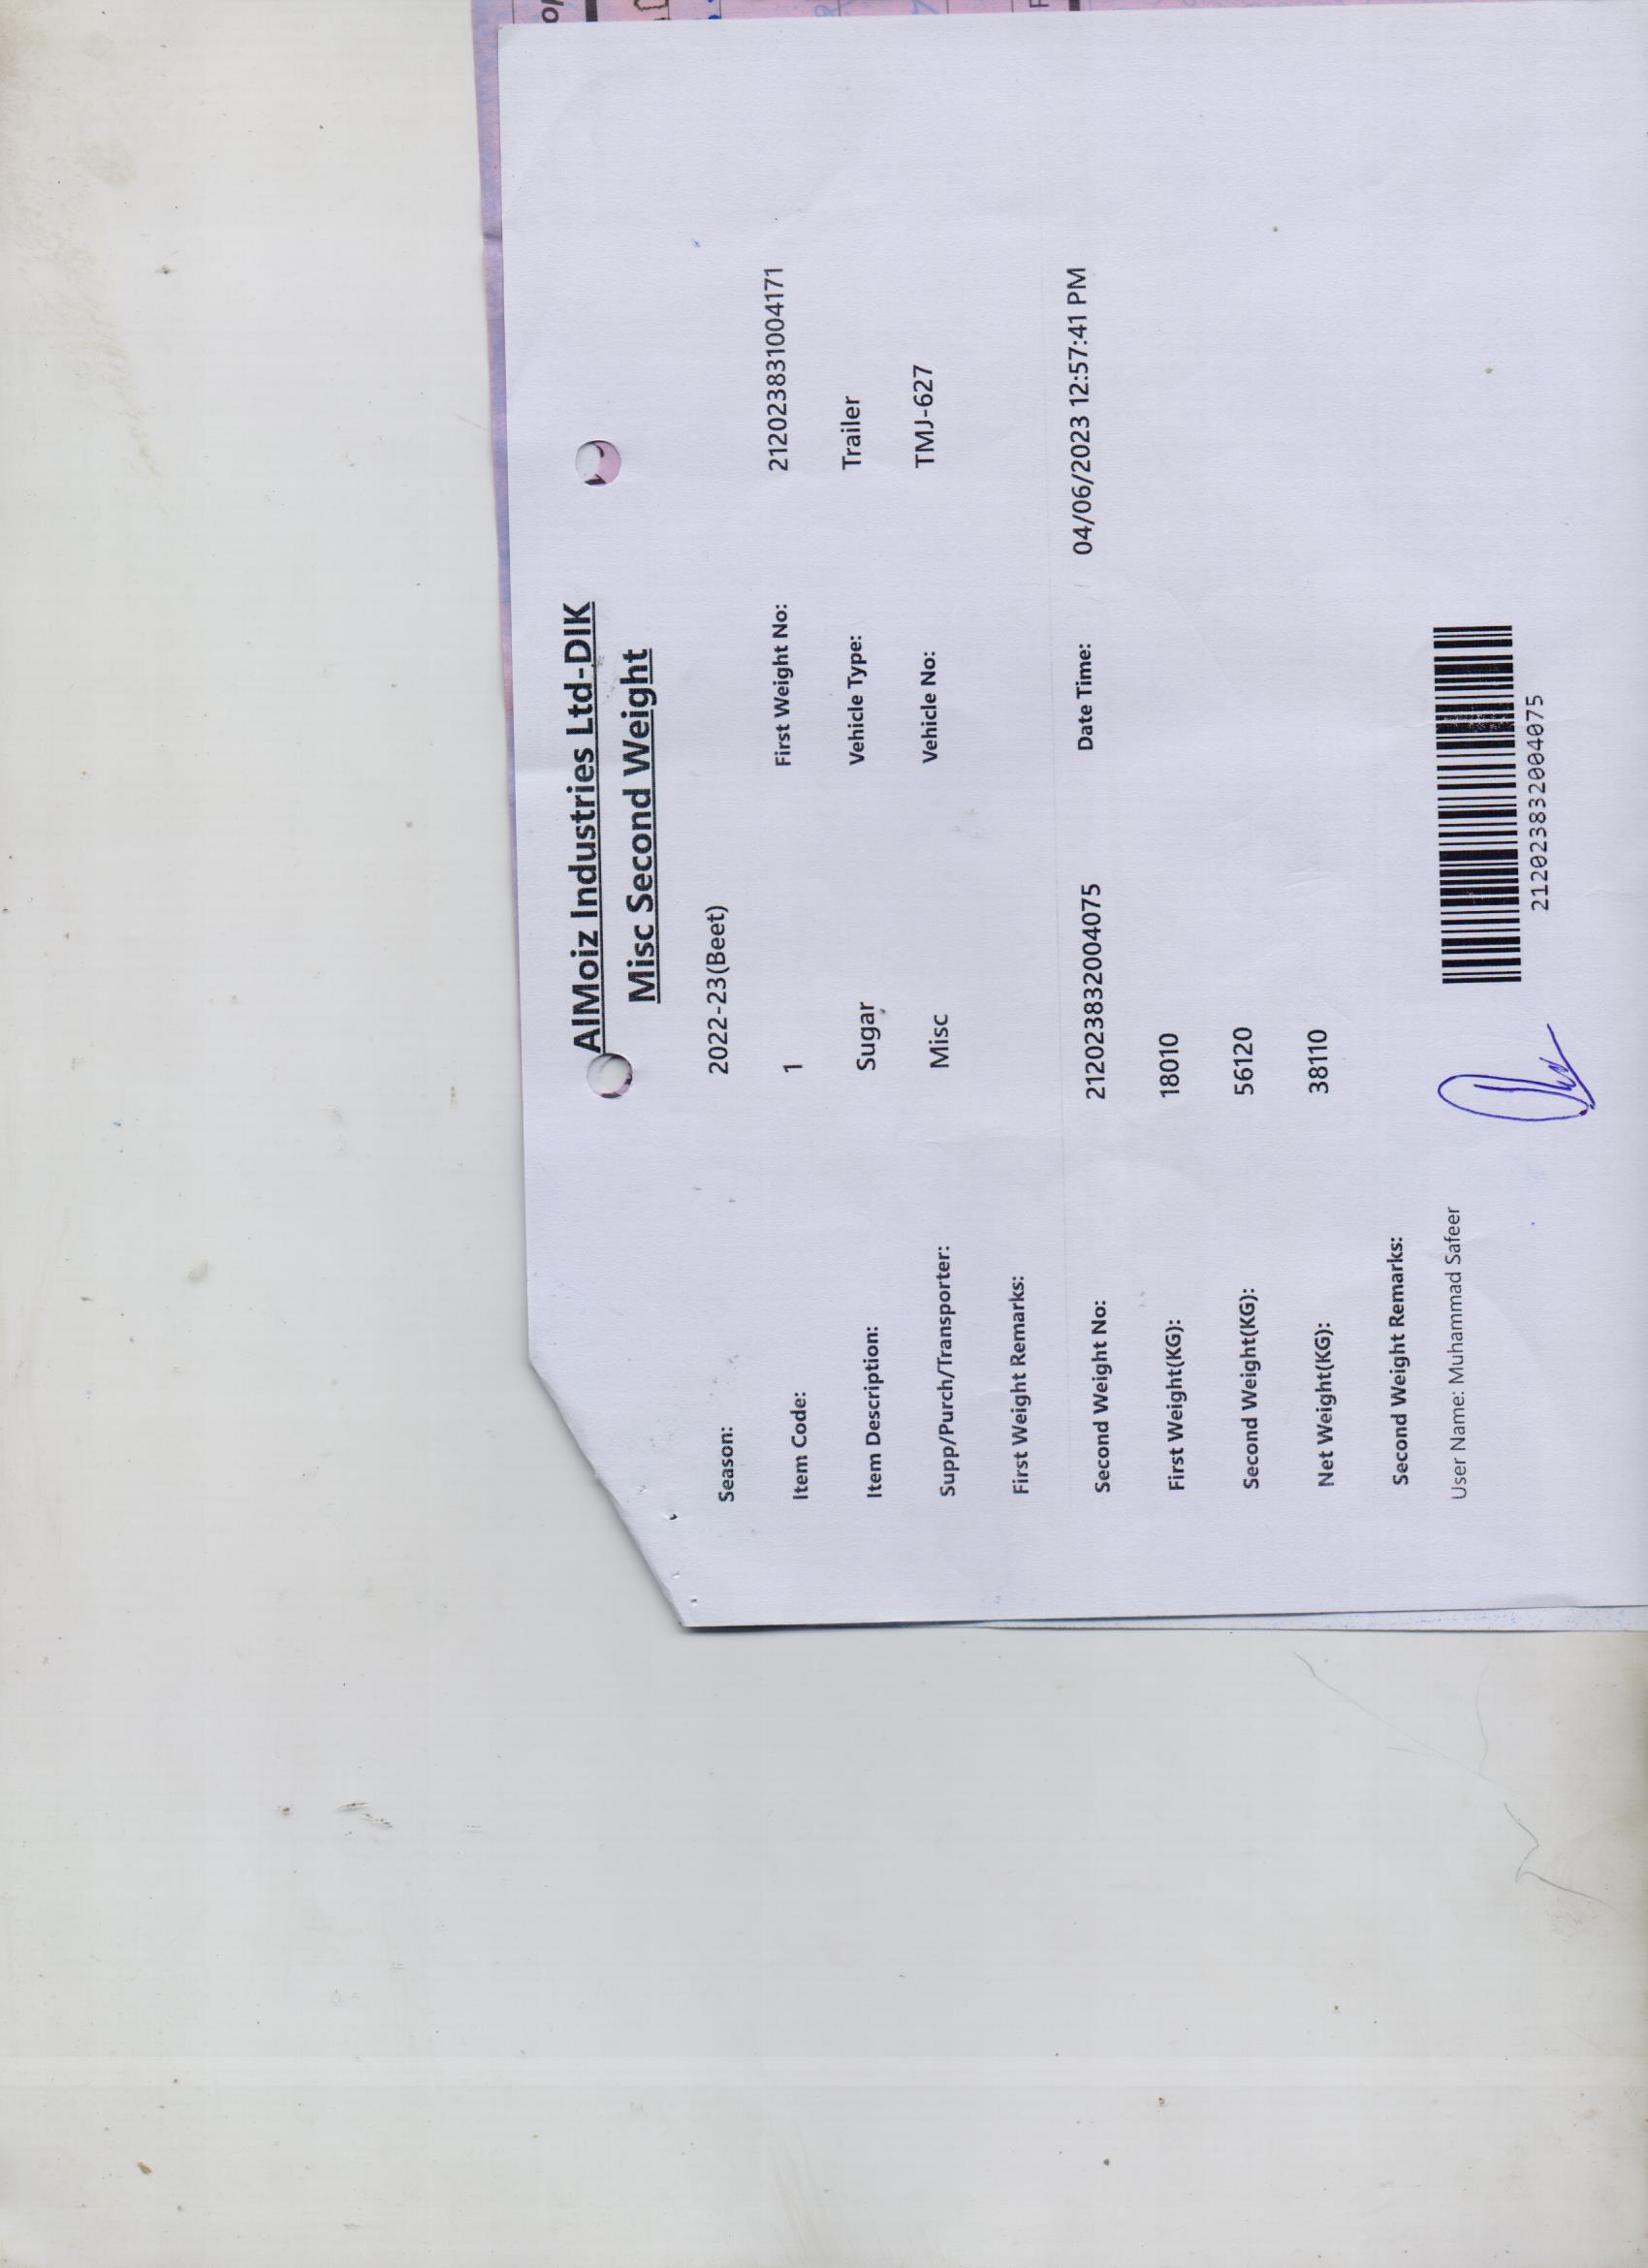 AlMoiz Industries Ltd-DIK
Misc Second Weight
Season: 2022-23(Beet)
Item Code: 1 First Weight No: 212023831004171
Item Description: Sugar Vehicle Type: Trailer
Supp/Purch/Transporter: Misc Vehicle No: TMJ-627
First Weight Remarks:
Second Weight No: 212023832004075 Date Time: 04/06/2023 12:57:41 PM
First Weight(KG): 18010
Second Weight(KG): 56120
Net Weight(KG): 38110
Second Weight Remarks:
User Name: Muhammad Safeer
212023832004075